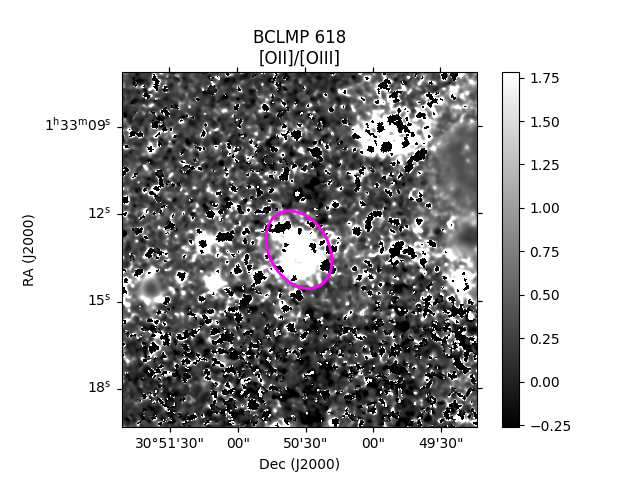 BCLMP 618
[OII]/[OIII]
1h33m09s
12s
15s
18s
30°51'30"
00"
50'30"
00"
49'30"
RA (J2000)
Dec (J2000)
1.75
1.50
1.25
1.00
0.75
0.50
0.25
0.00
−0.25